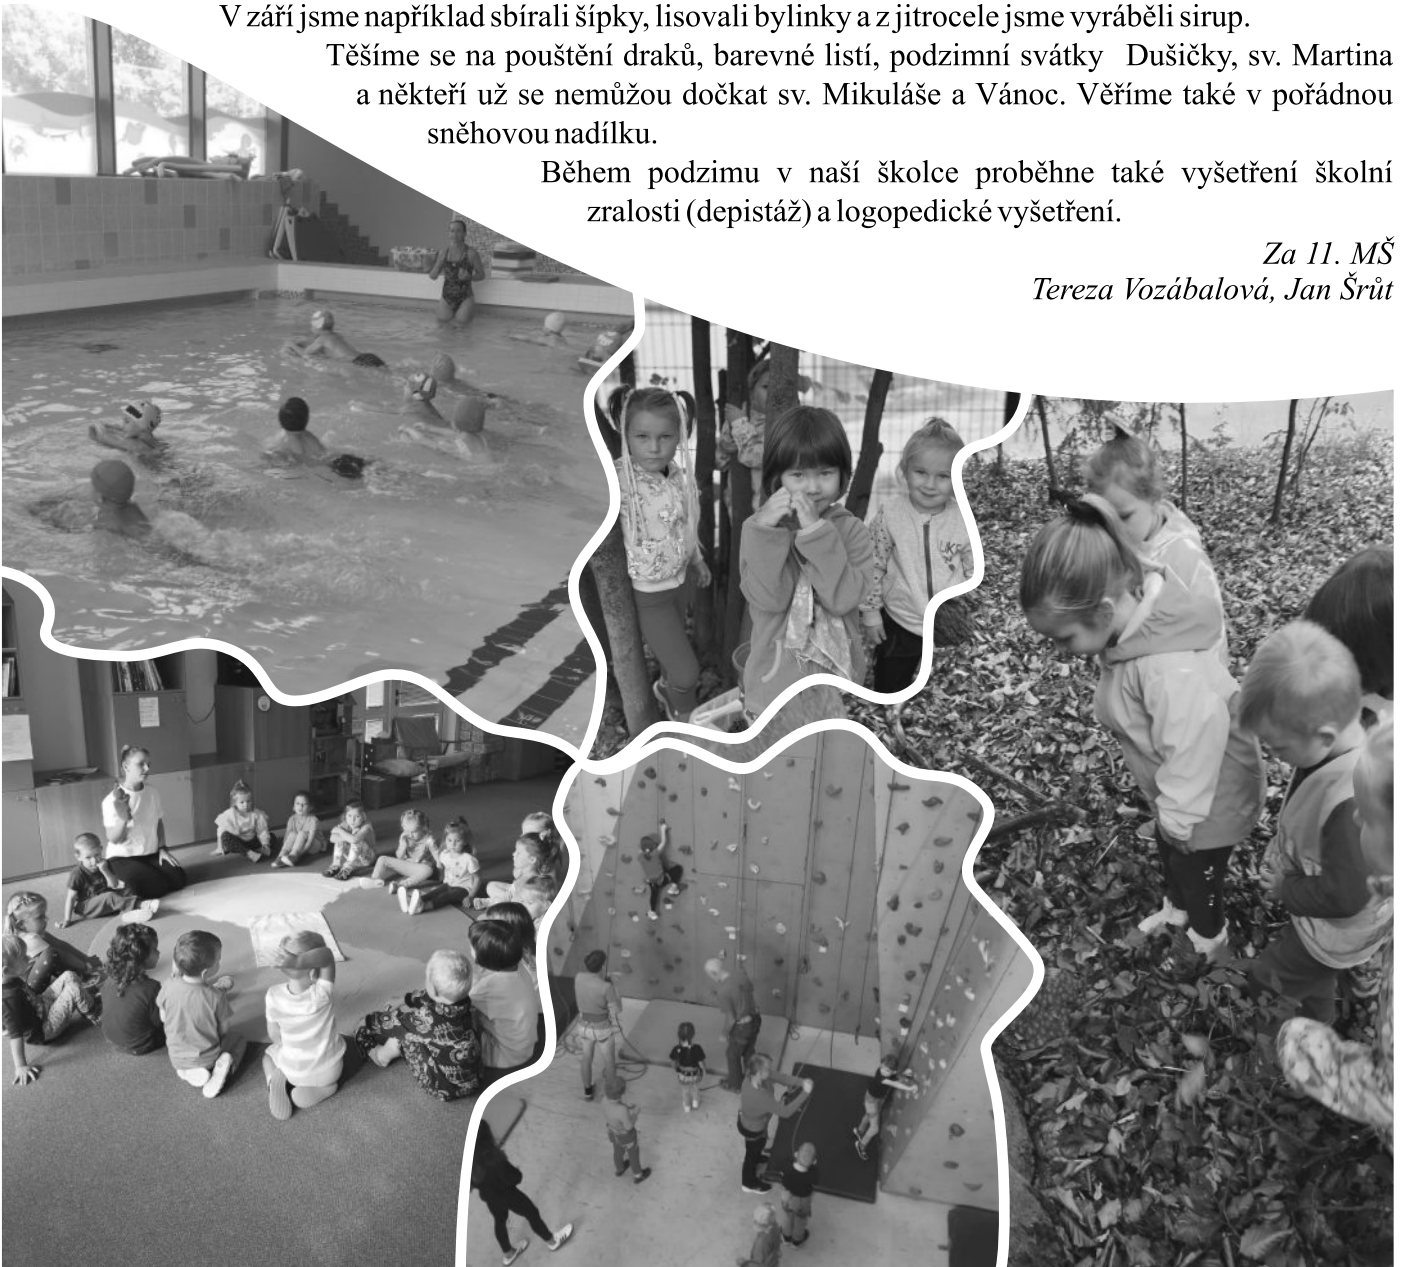 V září jsme například sbírali šípky, lisovali bylinky a z jitrocele jsme vyráběli sirup.
Těšíme se na pouštění draků, barevné listí, podzimní svátky Dušičky, sv. Martina
a někteří už se nemůžou dočkat sv. Mikuláše a Vánoc. Věříme také v pořádnou
sněhovou nadílku.
Během podzimu v naší školce proběhne také vyšetření školní
zralosti (depistáž) a logopedické vyšetření.
Za 11. MŠ
Tereza Vozábalová, Jan Šrůt